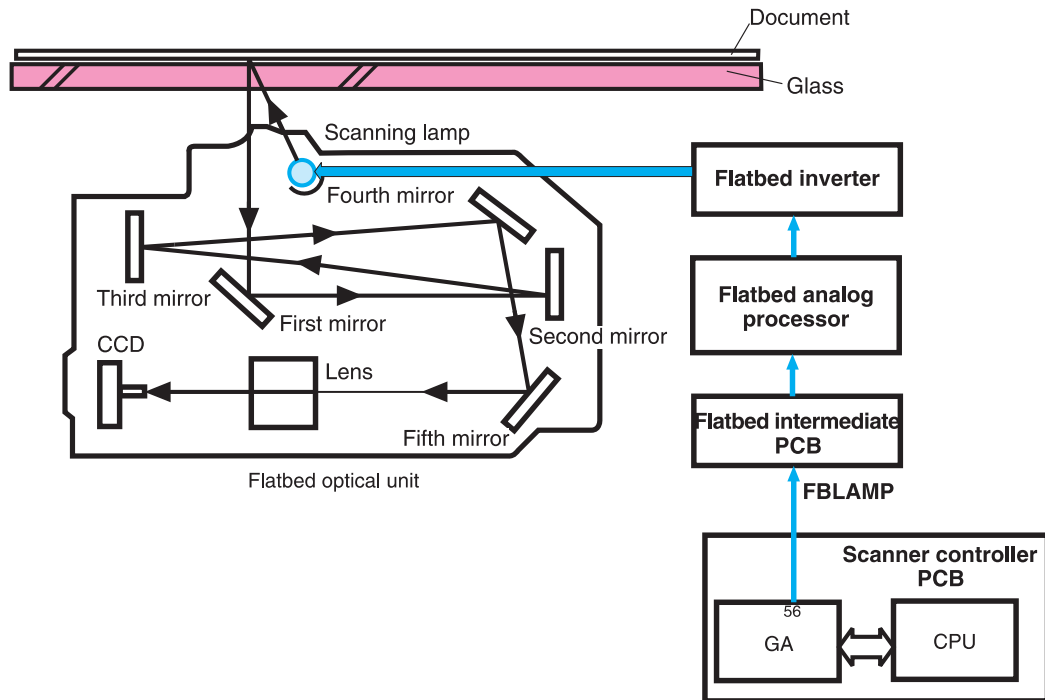 Document
Glass
Scanning lamp
Fourth mirror
Flatbed inverter
Third mirror
First mirror
Second mirror
Flatbed analog
processor
CCD
Lens
Fifth mirror
Flatbed intermediate
PCB
Flatbed optical unit
FBLAMP
Scanner controller
PCB
56
GA
CPU